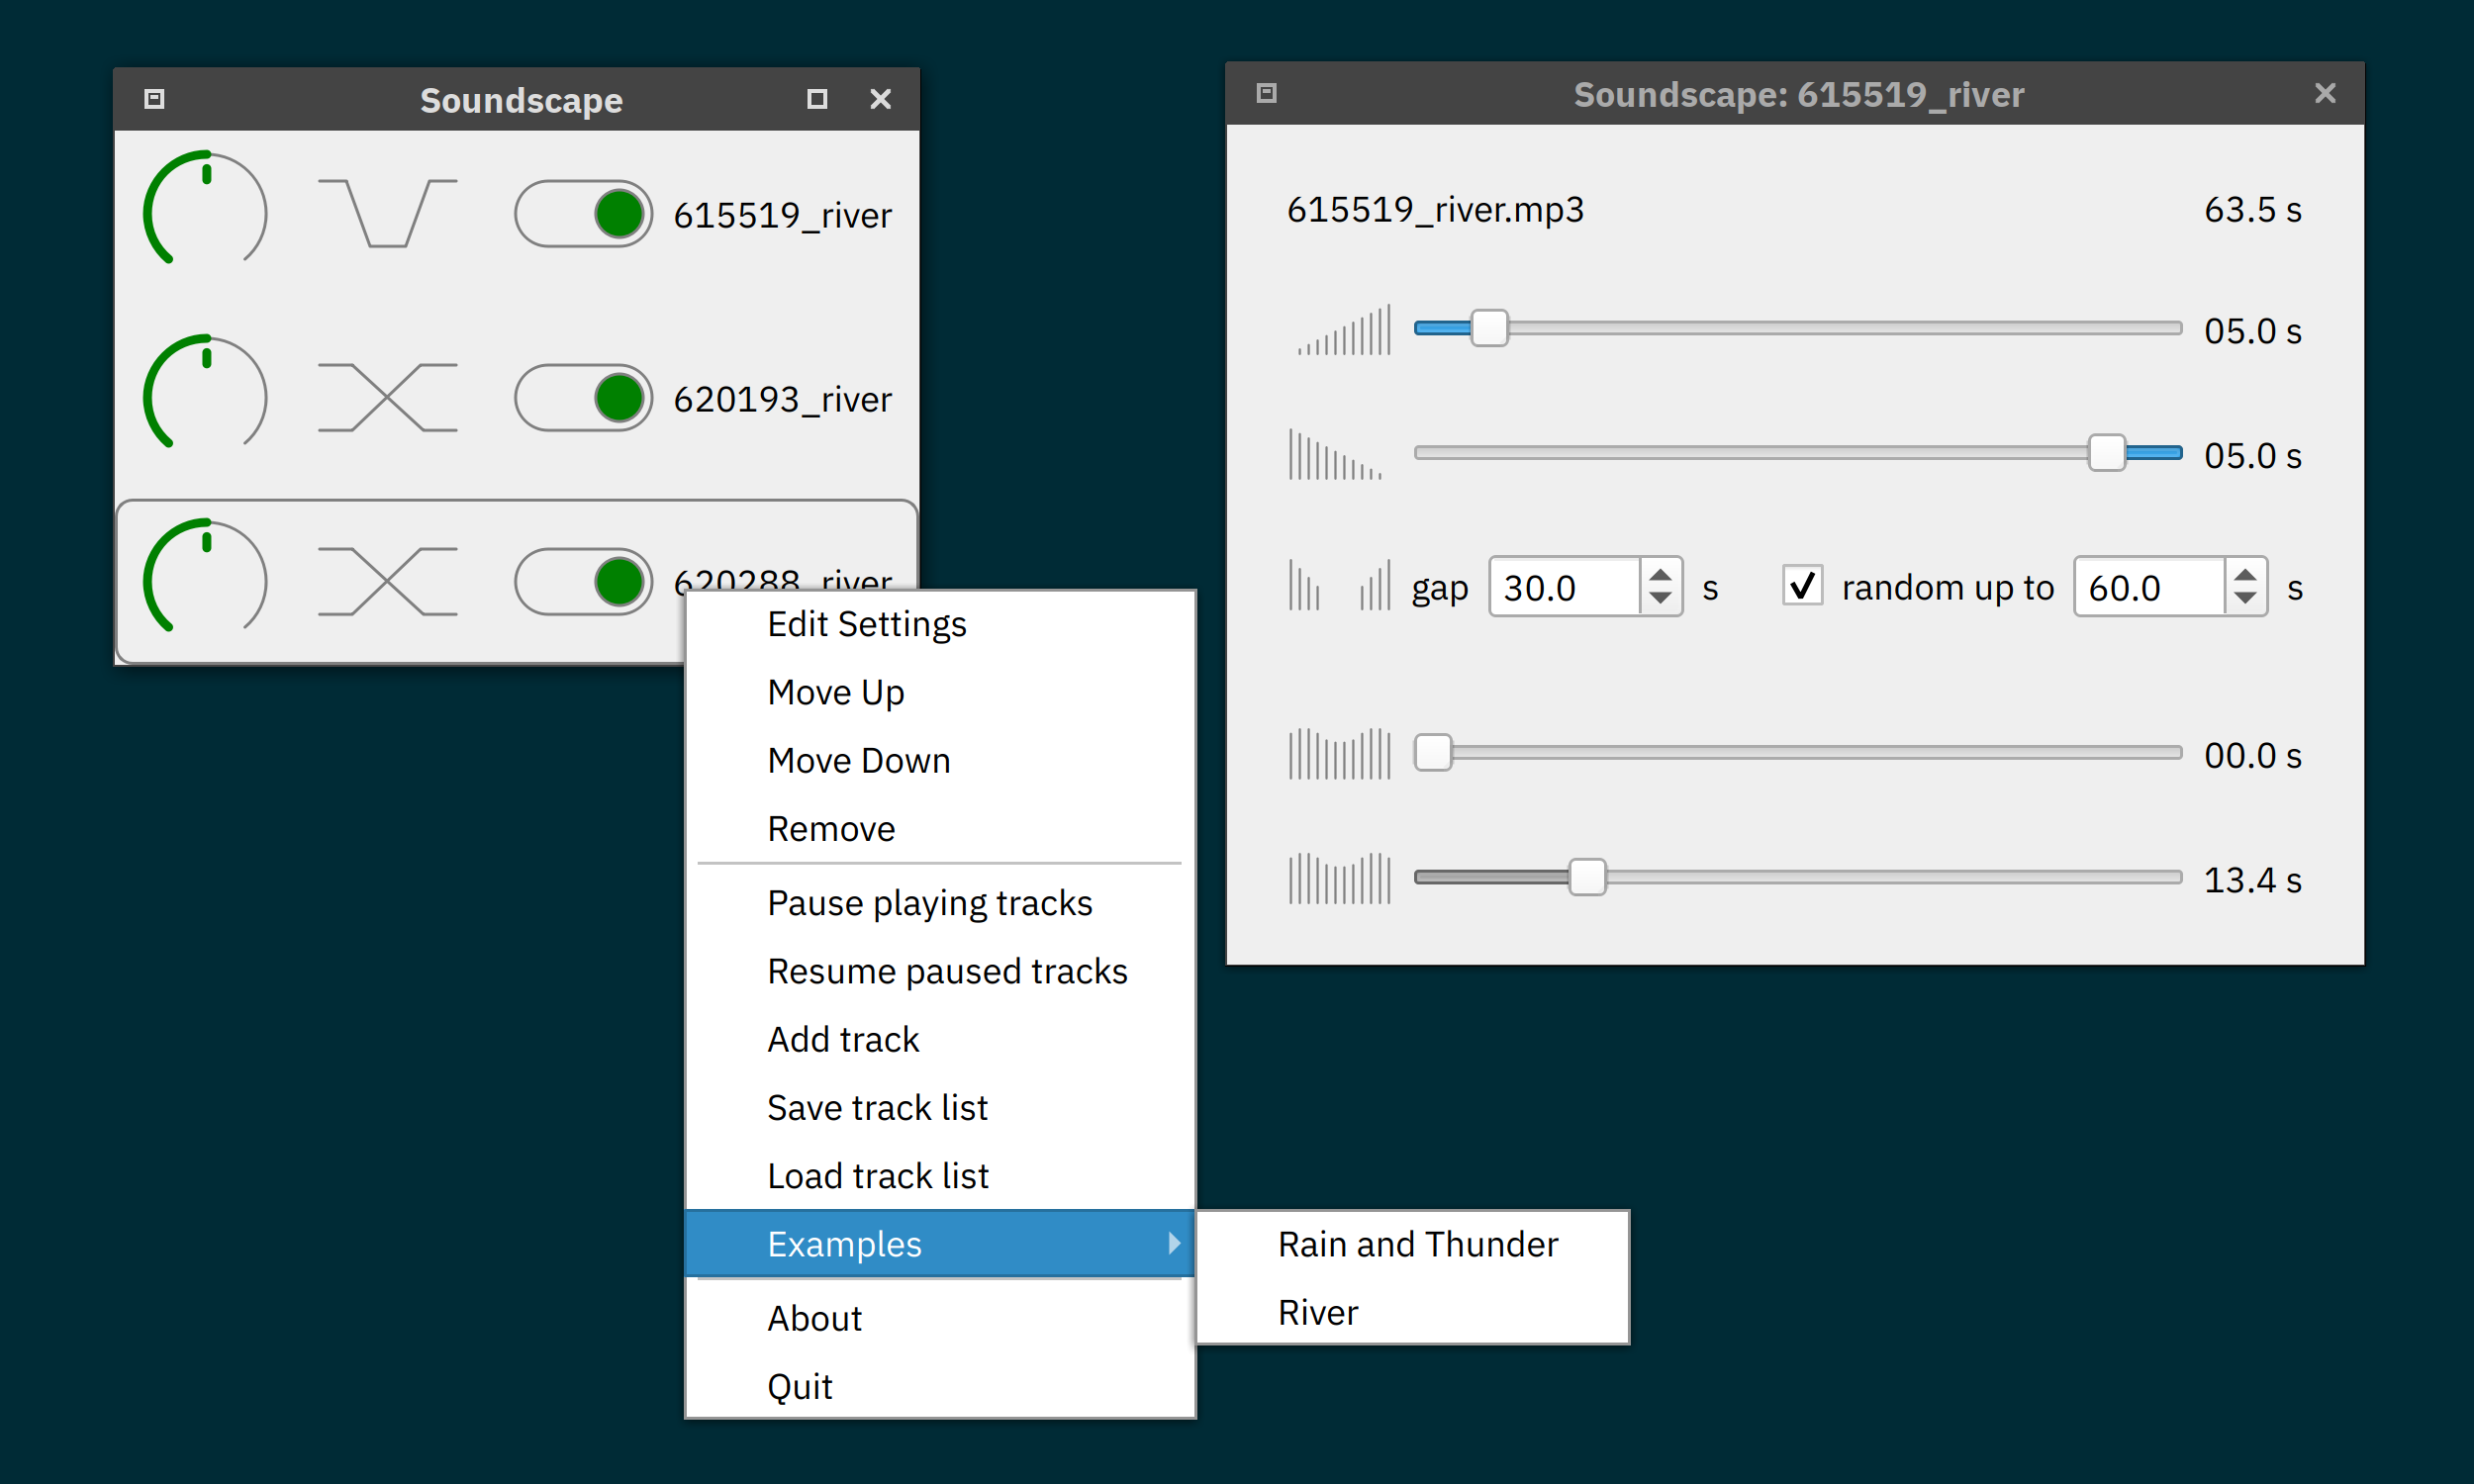 Soundscape
615519_river
620193_river
620288_river
Edit Settings
Move Up
Move Down
Remove
Pause playing tracks
Resume paused tracks
Add track
Save track list
Load track list
Examples
About
Quit
Rain and Thunder
River
Soundscape: 615519_river
615519_river.mp3 63.5 s
05.0 s
05.0 s
gap 30.0 s random up to 60.0 s
00.0 s
13.4 s